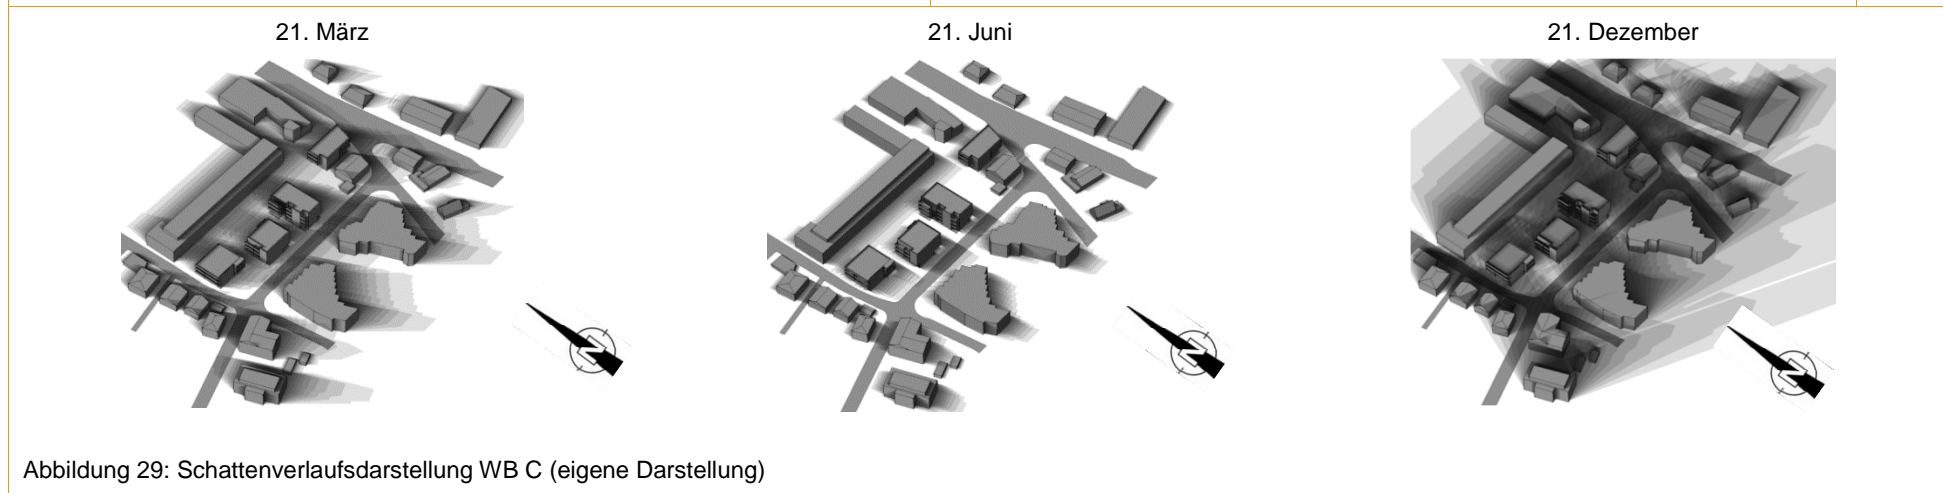 21. März
21. Juni
21. Dezember
N
N
N
Abbildung 29: Schattenverlaufsdarstellung WB C (eigene Darstellung)